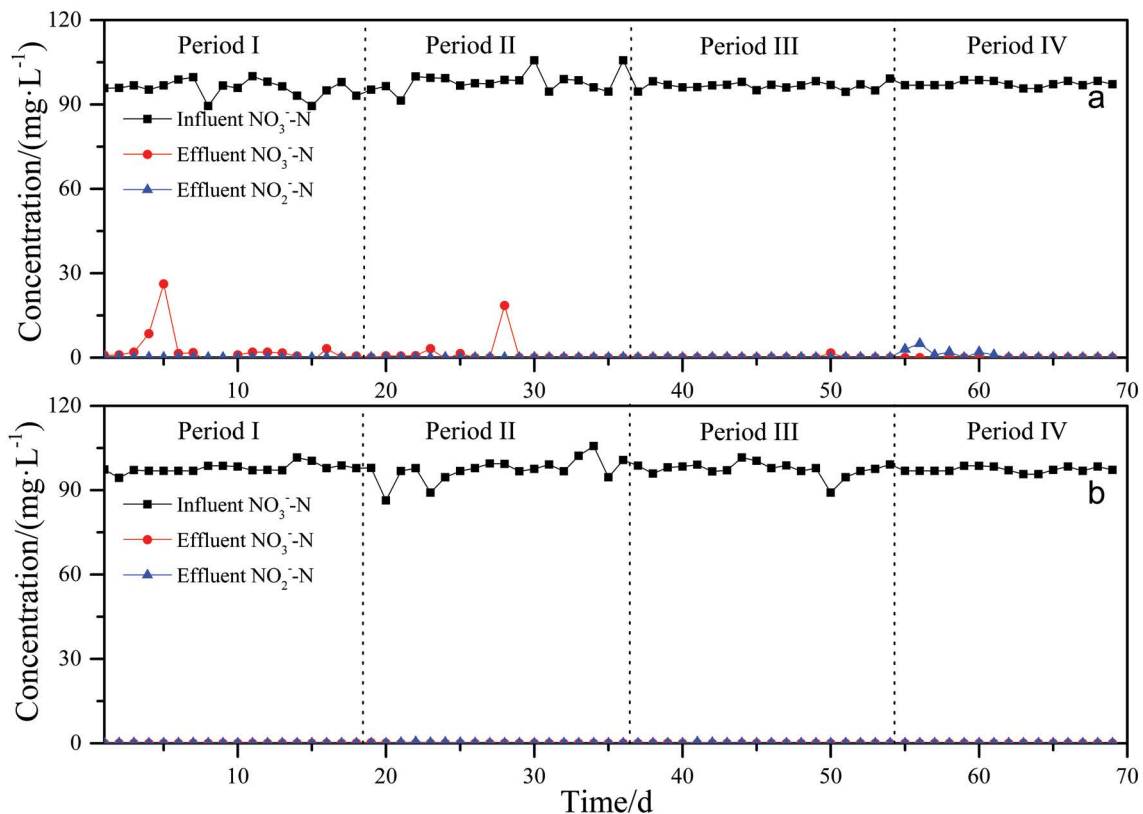 Concentration/(mg·L⁻¹)
120
90
60
30
0
Period I Period II Period III Period IV
a
Influent NO₃⁻-N
Effluent NO₃⁻-N
Effluent NO₂⁻-N
10 20 30 40 50 60 70
Concentration/(mg·L⁻¹)
120
90
60
30
0
Period I Period II Period III Period IV
b
Influent NO₃⁻-N
Effluent NO₃⁻-N
Effluent NO₂⁻-N
10 20 30 40 50 60 70
Time/d